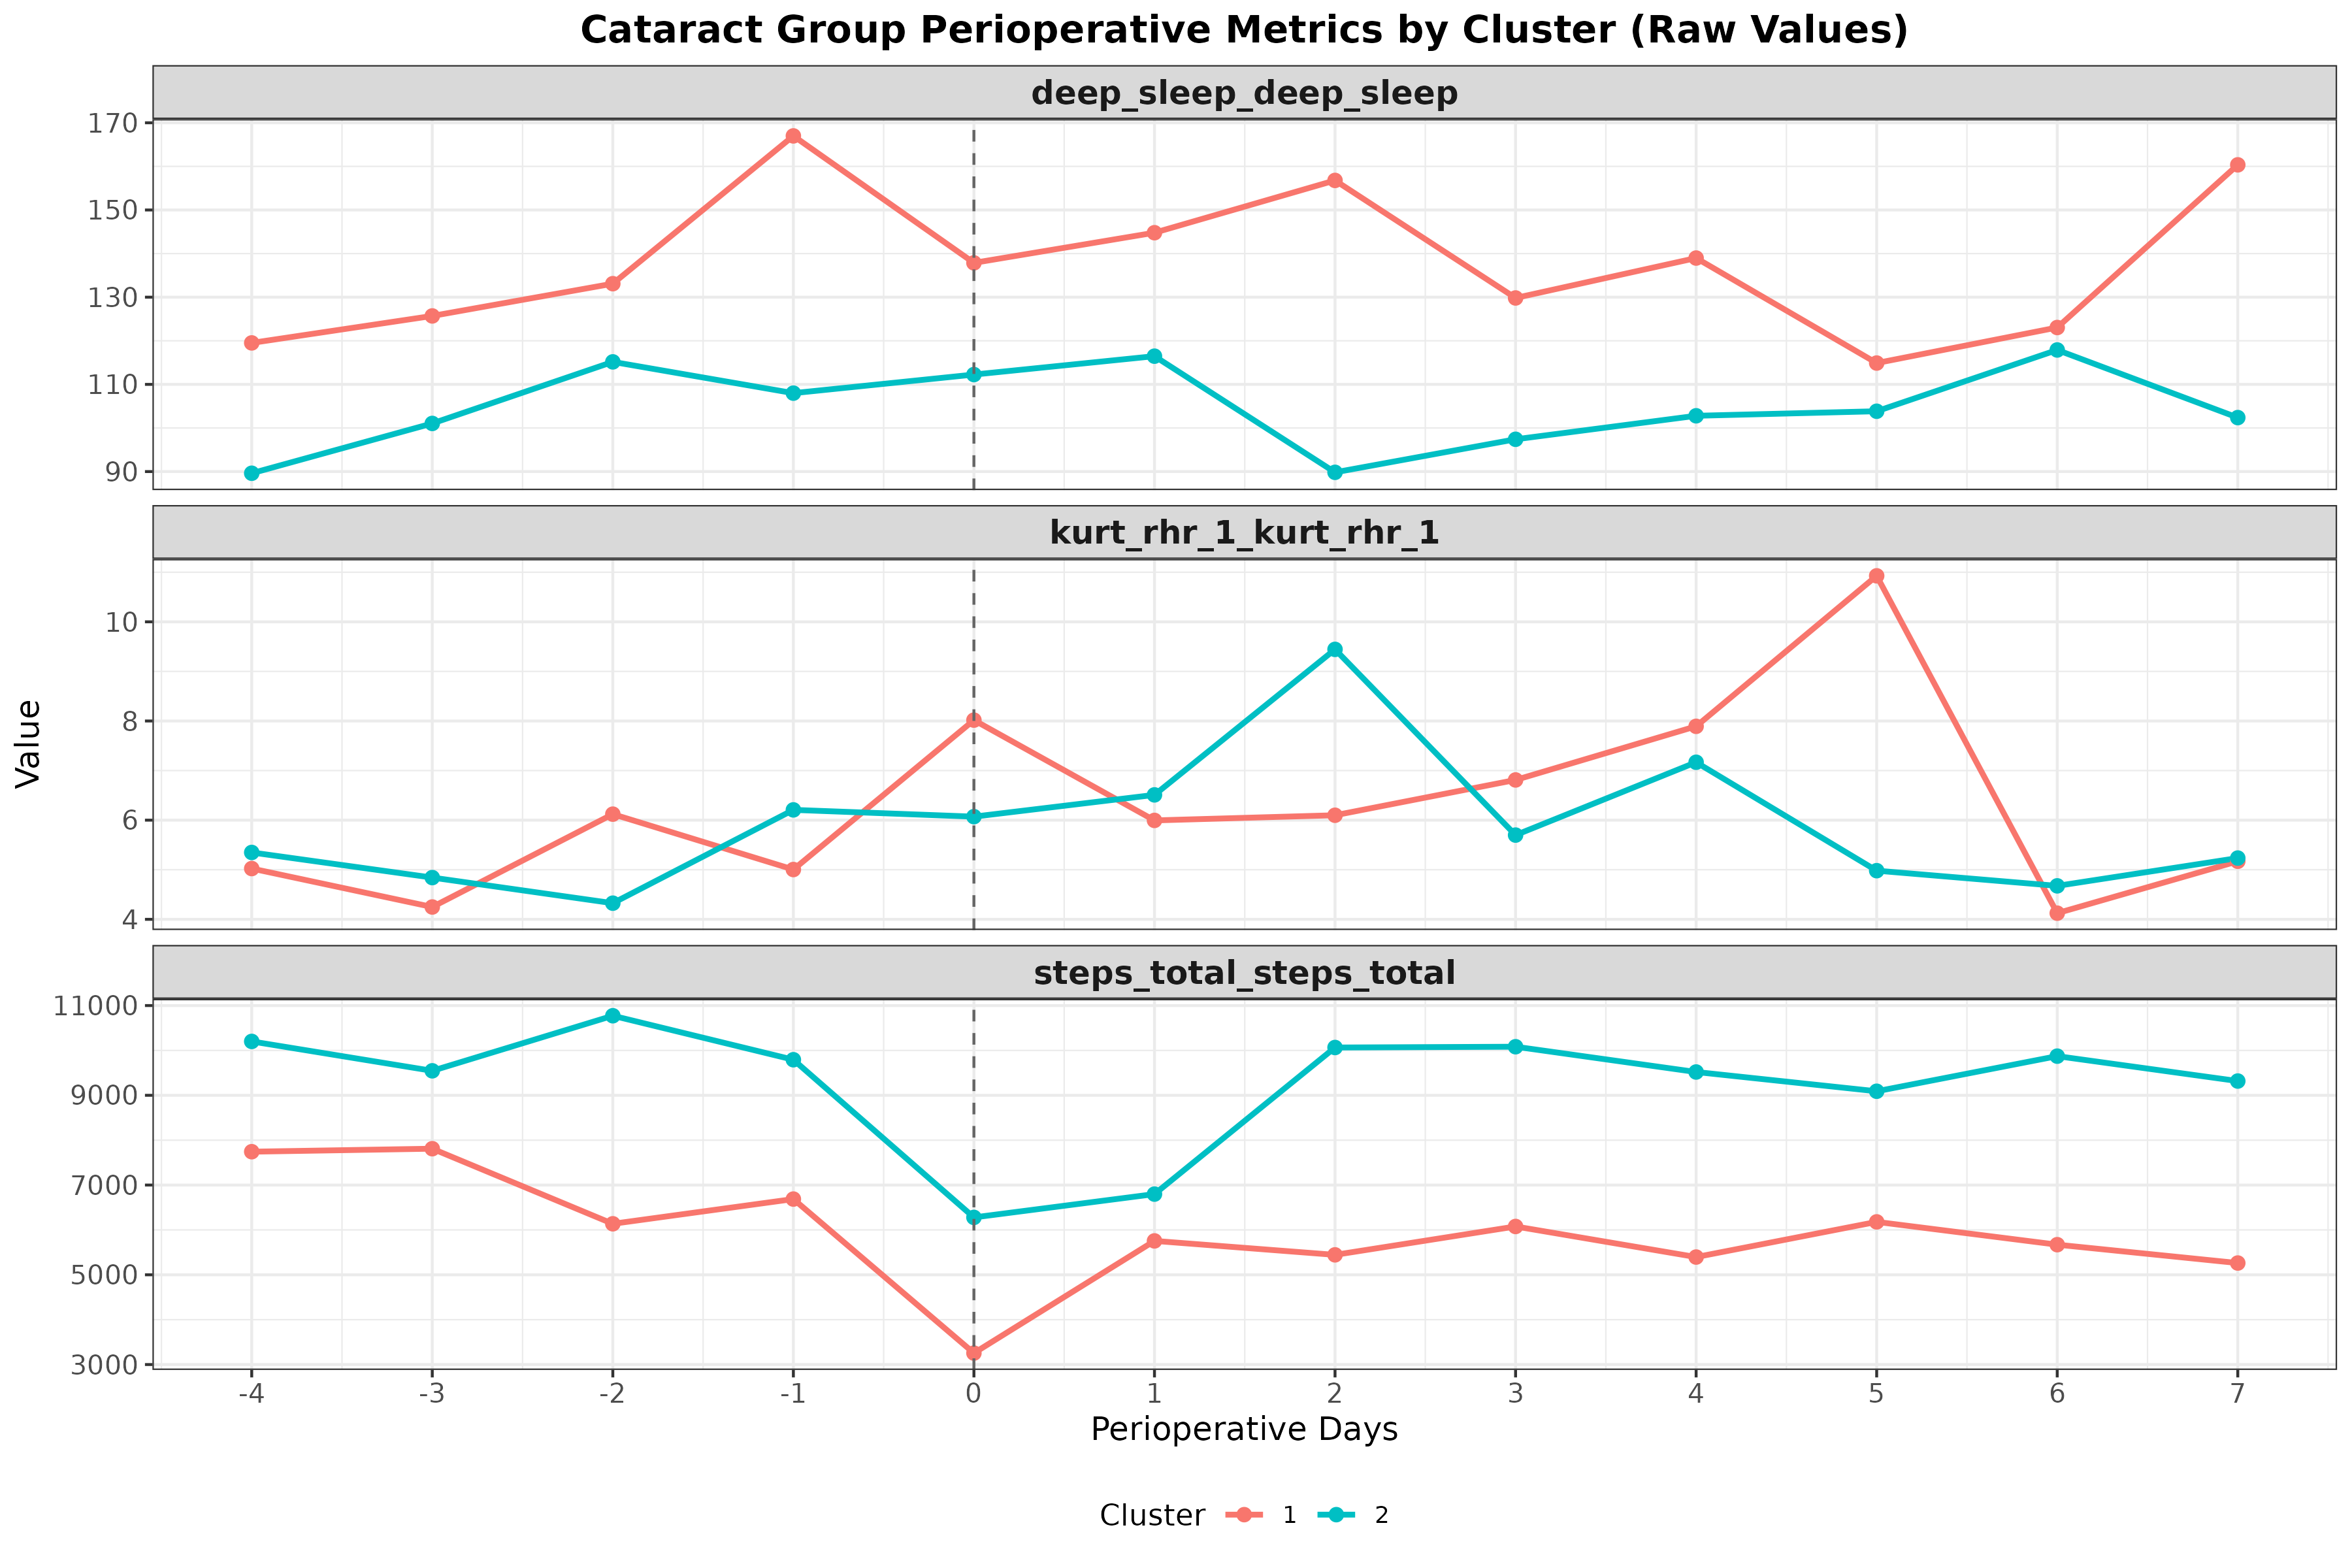 Cataract Group Perioperative Metrics by Cluster (Raw Values)
deep_sleep_deep_sleep
170
150
130
110
90
kurt_rhr_1_kurt_rhr_1
10
8
6
4
Value
steps_total_steps_total
11000
9000
7000
5000
3000
-4 -3 -2 -1 0 1 2 3 4 5 6 7
Perioperative Days
Cluster 1 2